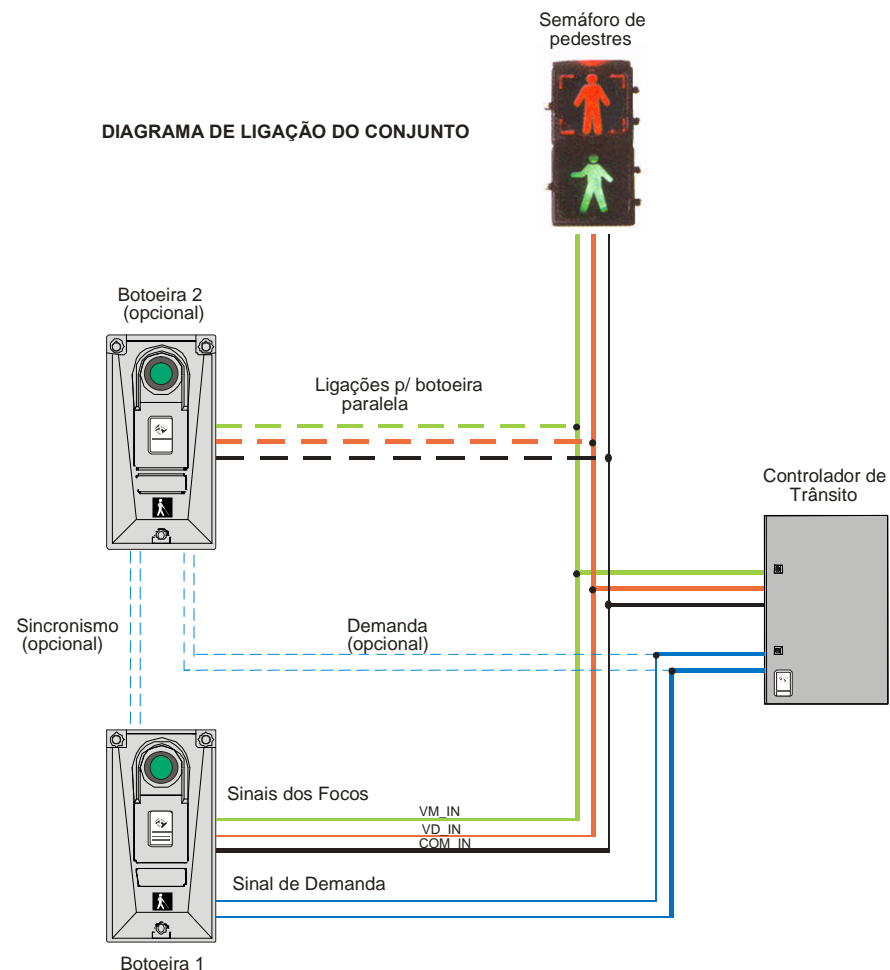 Semáforo de
pedestres
DIAGRAMA DE LIGAÇÃO DO CONJUNTO
Botoeira 2
(opcional)
Ligações p/ botoeira
paralela
Controlador de
Trânsito
Sincronismo
(opcional)
Demanda
(opcional)
Sinais dos Focos
VM_IN
VD_IN
COM_IN
Sinal de Demanda
Botoeira 1